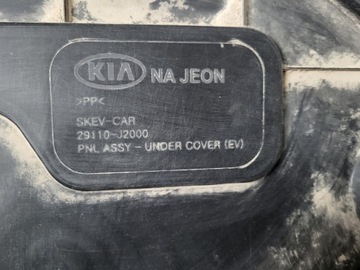 KIA NA JEON
>PP<
SKEV-CAR
29110-J2000
PNL ASSY - UNDER COVER (EV)